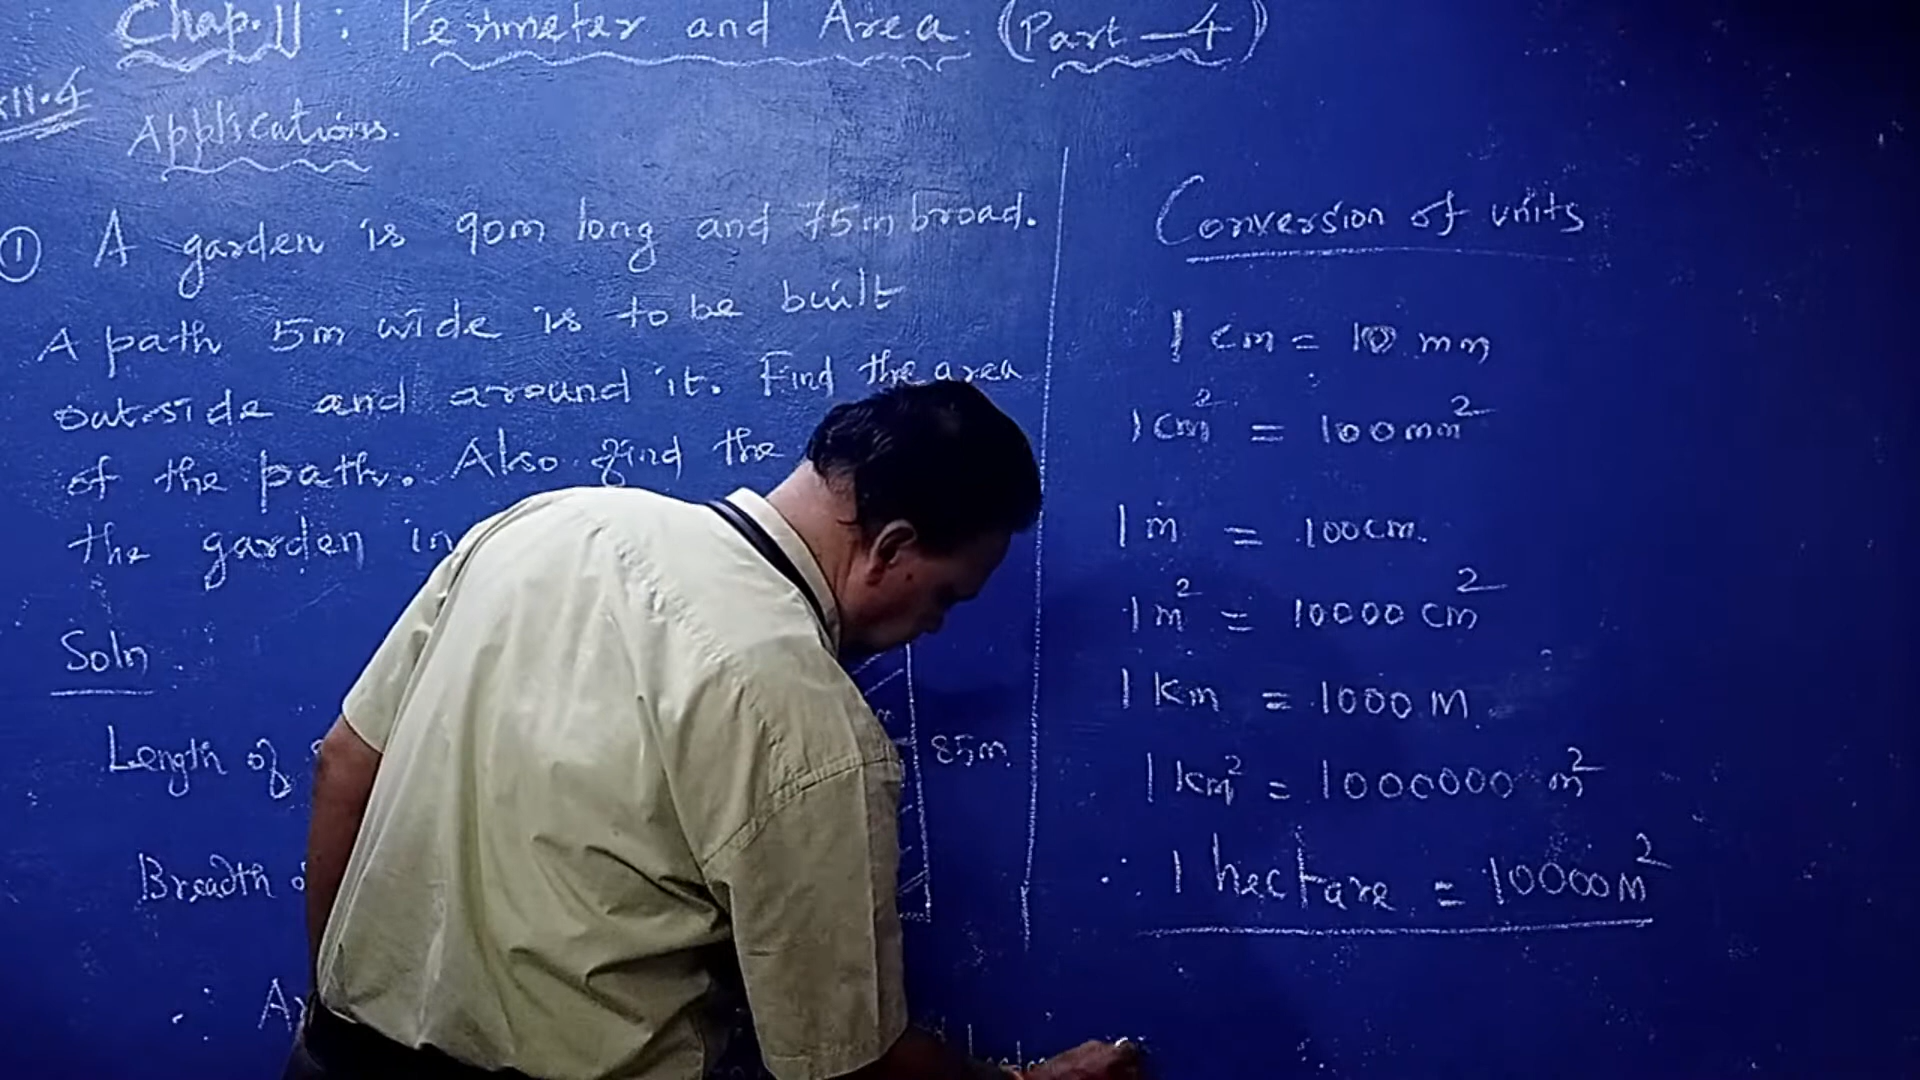 Chap.11: Perimeter and Area. (Part-4)
11.4
Applications.
① A garden is 90m long and 75m broad.
A path 5m wide is to be built
outside and around it. Find the area
of the path. Also find the
the garden in
Soln.
Length of
Breadth
∴
85m.
Conversion of units
1 cm = 10 mm
1 cm² = 100 mm²
1 m = 100 cm.
1 m² = 10000 cm²
1 Km = 1000 M.
1 Km² = 1000000 m²
∴ 1 hectare = 10000 M²